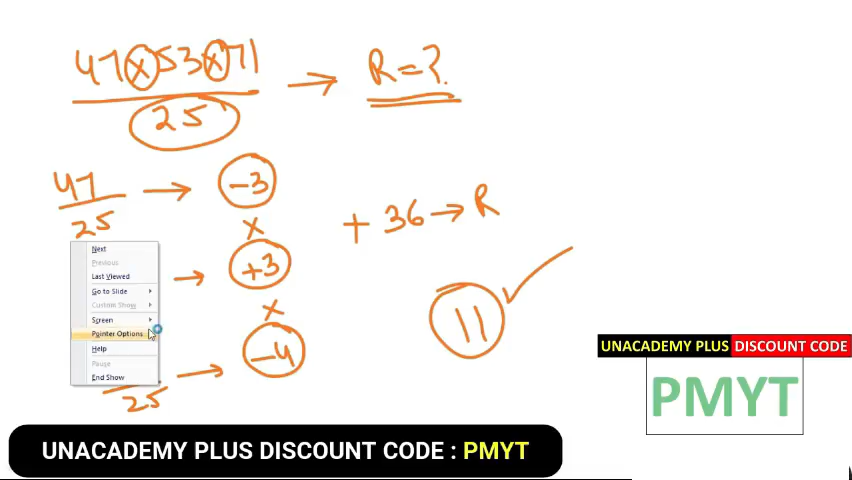 47 x 53 x 71
25
→ R = ?
47
25
→ -3
x
→ +3
x
25
→ -4
+ 36 → R
11
Next
Previous
Last Viewed
Go to Slide
Custom Show
Screen
Pointer Options
Help
Pause
End Show
UNACADEMY PLUS DISCOUNT CODE
PMYT
UNACADEMY PLUS DISCOUNT CODE : PMYT